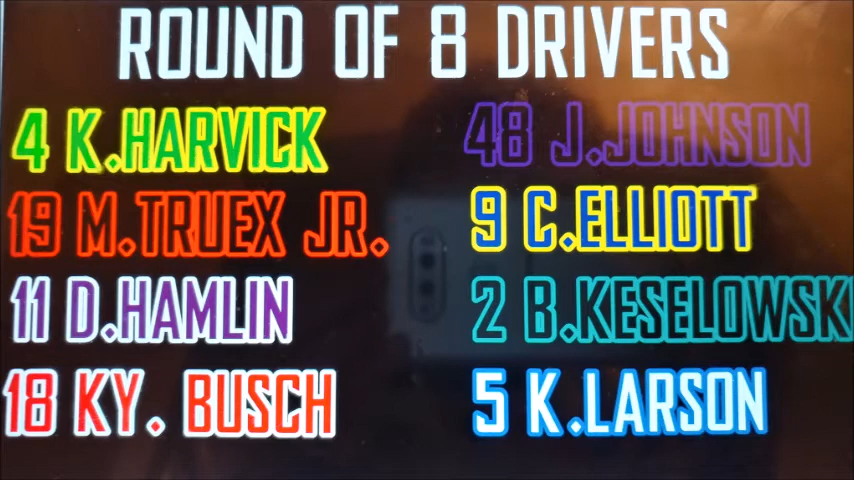 ROUND OF 8 DRIVERS
4 K.HARVICK
19 M.TRUEX JR.
11 D.HAMLIN
18 KY. BUSCH
48 J.JOHNSON
9 C.ELLIOTT
2 B.KESELOWSKI
5 K.LARSON